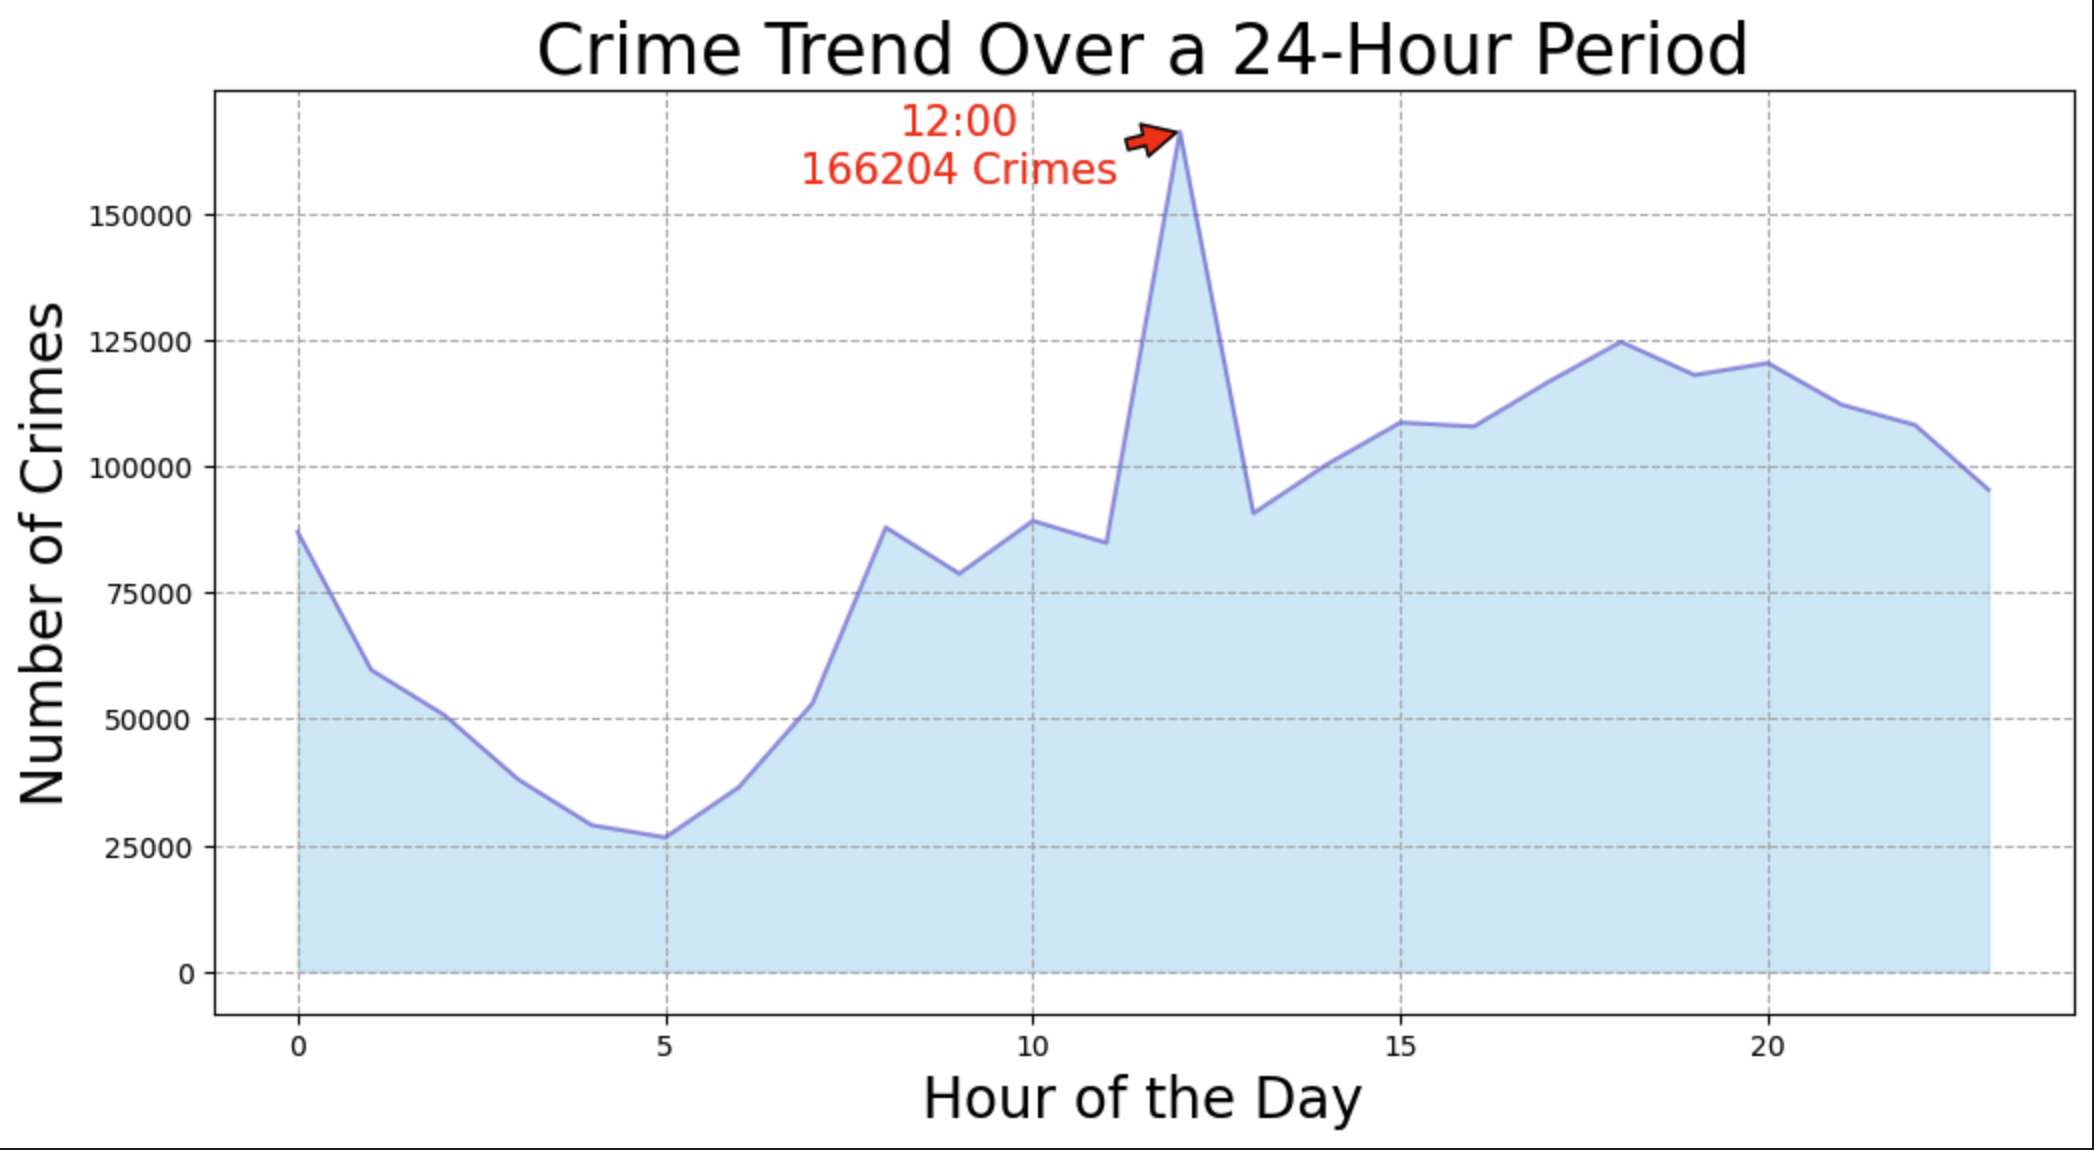 Crime Trend Over a 24-Hour Period
12:00
166204 Crimes
Number of Crimes
150000
125000
100000
75000
50000
25000
0
0 5 10 15 20
Hour of the Day